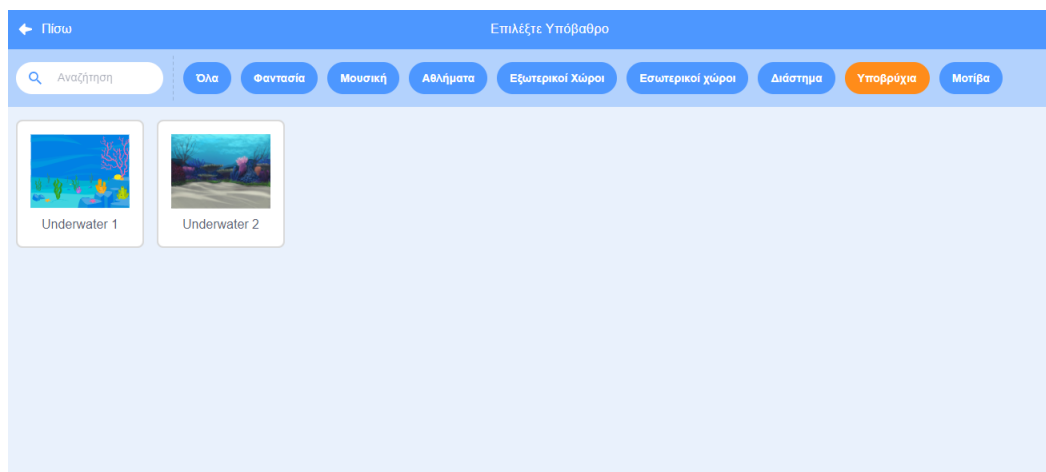 Πίσω
Επιλέξτε Υπόβαθρο
Αναζήτηση
Όλα
Φαντασία
Μουσική
Αθλήματα
Εξωτερικοί Χώροι
Εσωτερικοί χώροι
Διάστημα
Υποβρύχια
Μοτίβα
Underwater 1
Underwater 2